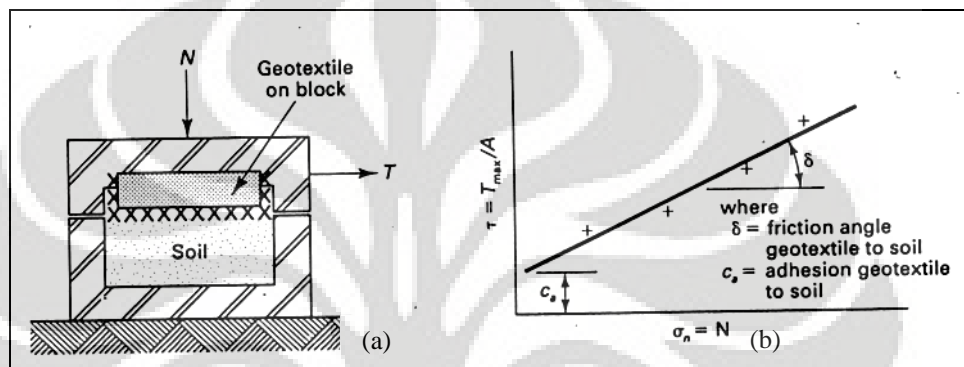 N
Geotextile
on block
T
Soil
(a)
τ = Tmax/A
δ
where
δ = friction angle
geotextile to soil
cₐ = adhesion geotextile
to soil
cₐ
σₙ = N
(b)